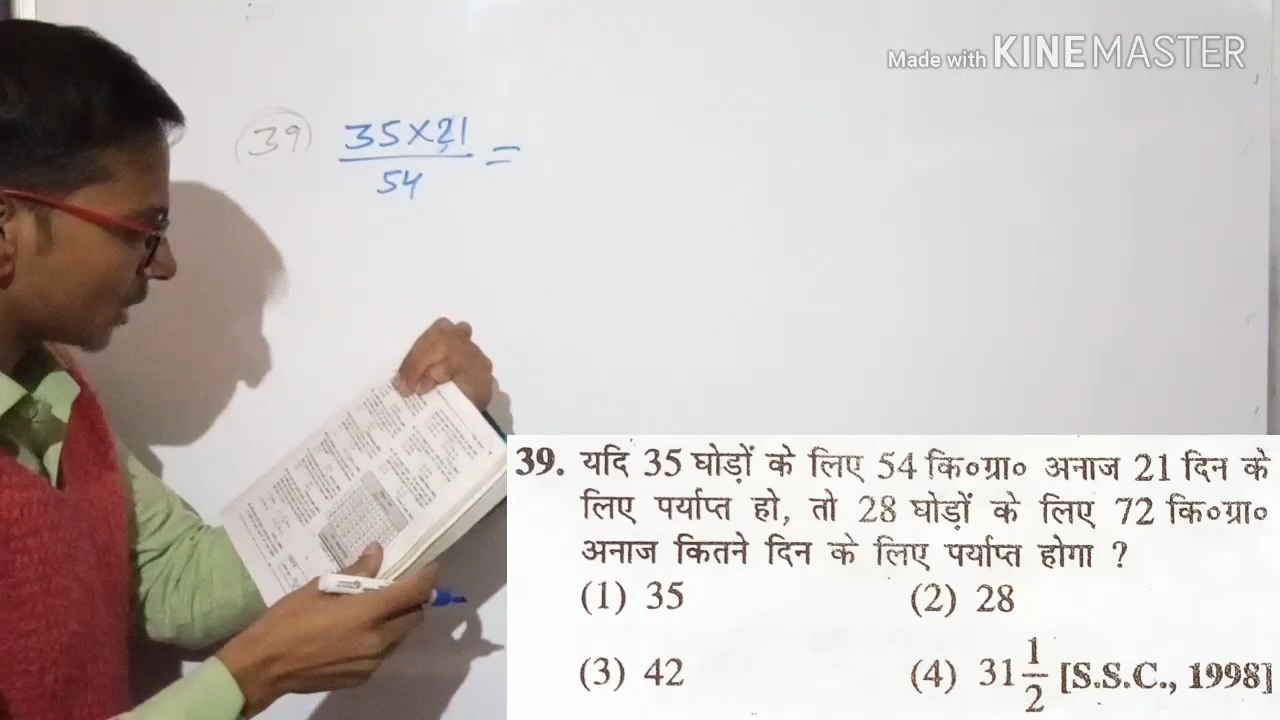 Made with KINEMASTER
39 35×21
54 =
39. यदि 35 घोड़ों के लिए 54 कि०ग्रा० अनाज 21 दिन के
लिए पर्याप्त हो, तो 28 घोड़ों के लिए 72 कि०ग्रा०
अनाज कितने दिन के लिए पर्याप्त होगा ?
(1) 35 (2) 28
(3) 42 (4) 31 1/2 [S.S.C., 1998]